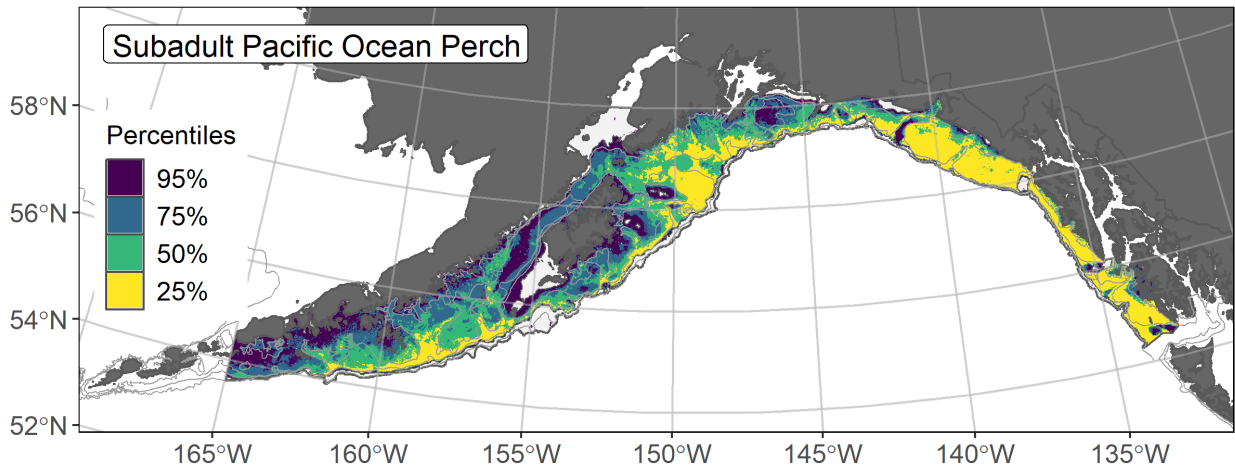 Subadult Pacific Ocean Perch
58°N
Percentiles
95%
75%
56°N
50%
25%
54°N
52°N
165°W 160°W 155°W 150°W 145°W 140°W 135°W